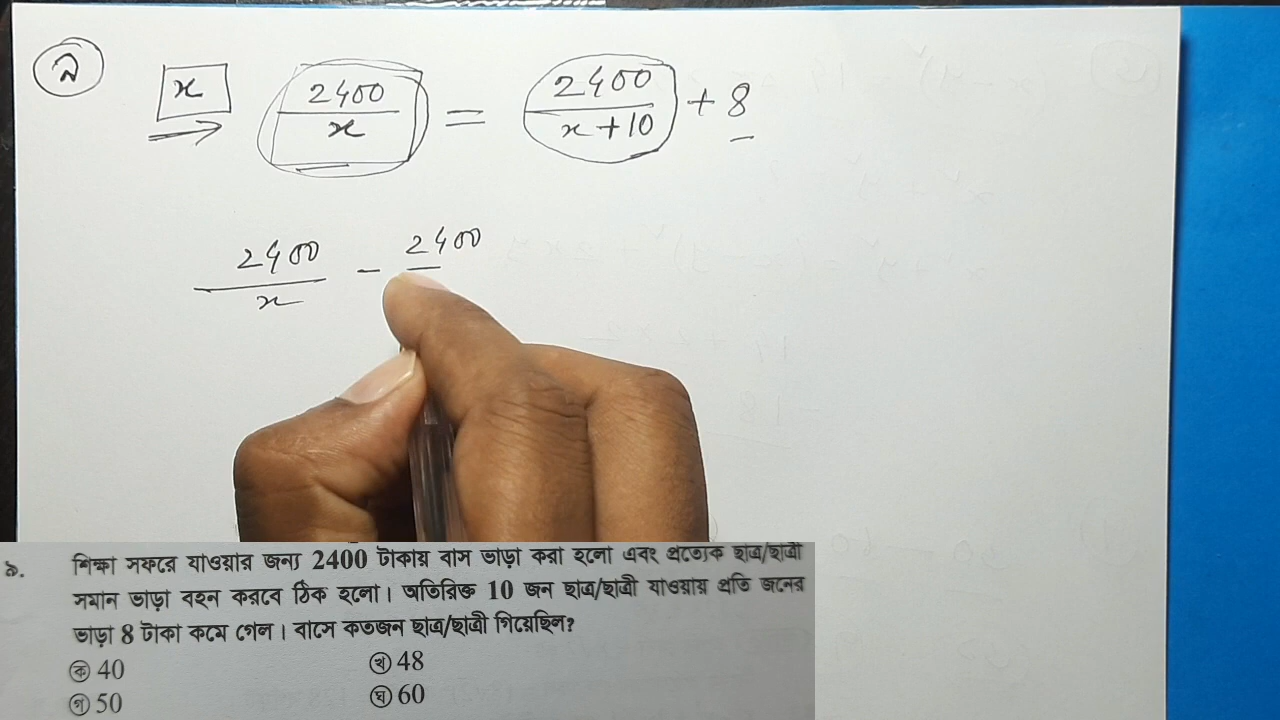 ৯
x 2400/x = 2400/(x+10) + 8
2400/x - 2400
৯. শিক্ষা সফরে যাওয়ার জন্য 2400 টাকায় বাস ভাড়া করা হলো এবং প্রত্যেক ছাত্র/ছাত্রী
সমান ভাড়া বহন করবে ঠিক হলো। অতিরিক্ত 10 জন ছাত্র/ছাত্রী যাওয়ায় প্রতি জনের
ভাড়া 8 টাকা কমে গেল। বাসে কতজন ছাত্র/ছাত্রী গিয়েছিল?
ক 40 খ 48
গ 50 ঘ 60